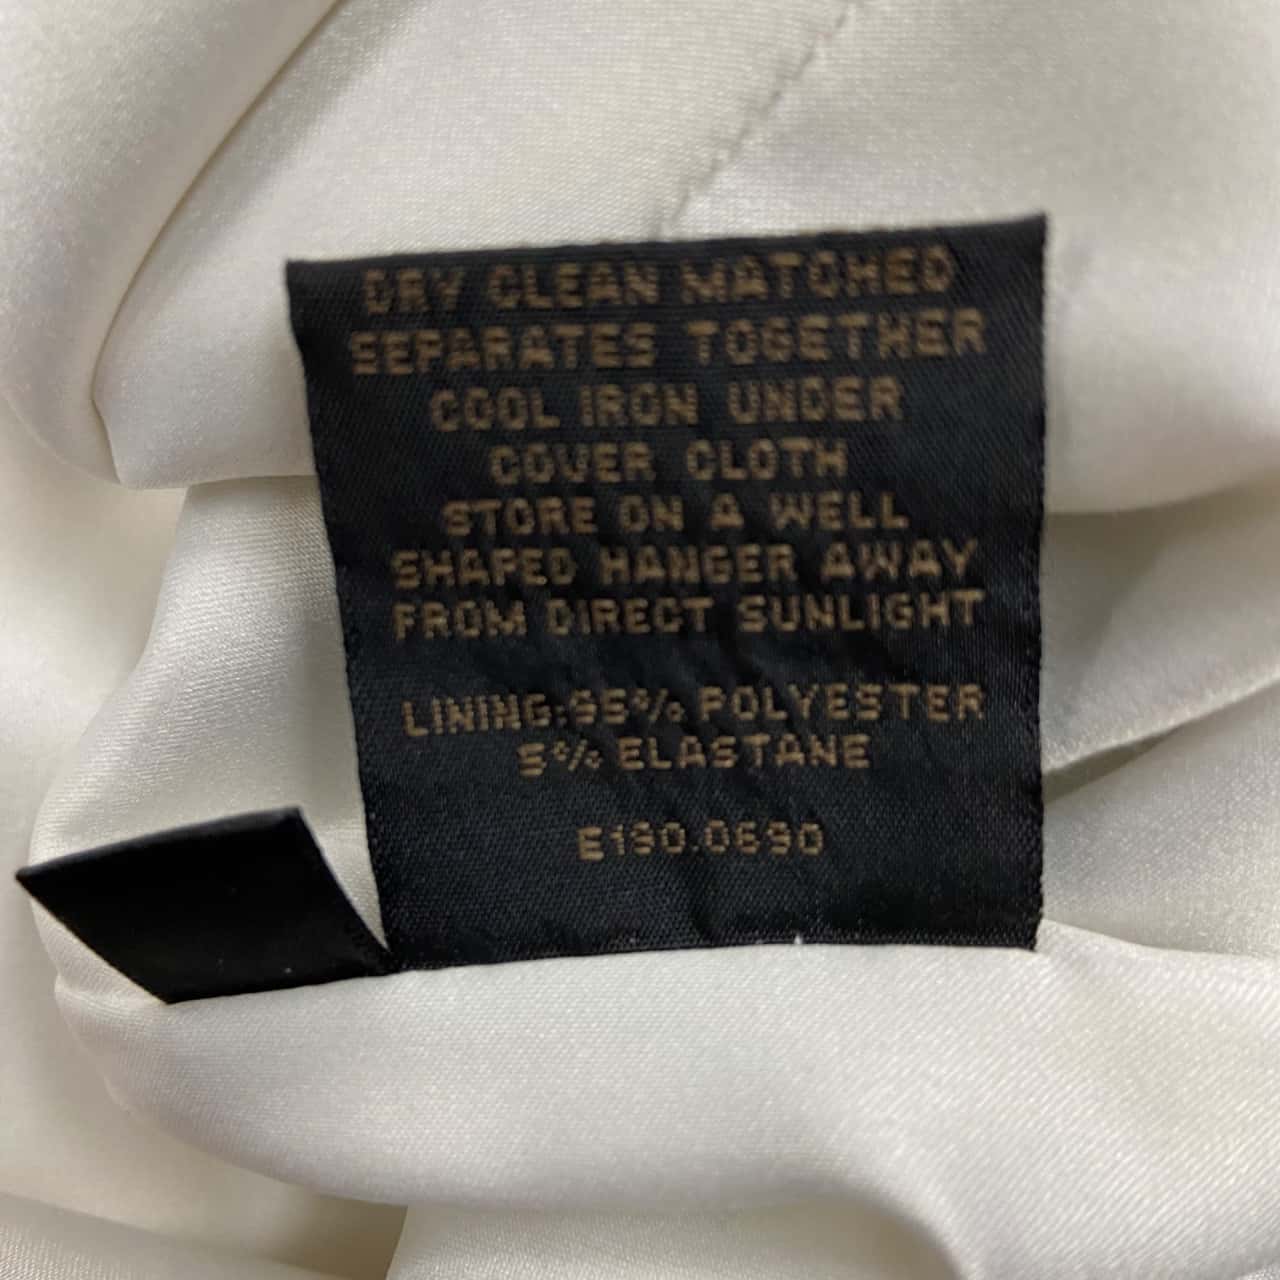 DRY CLEAN MATCHED
SEPARATES TOGETHER
COOL IRON UNDER
COVER CLOTH
STORE ON A WELL
SHAPED HANGER AWAY
FROM DIRECT SUNLIGHT
LINING:95% POLYESTER
5% ELASTANE
E190.0690